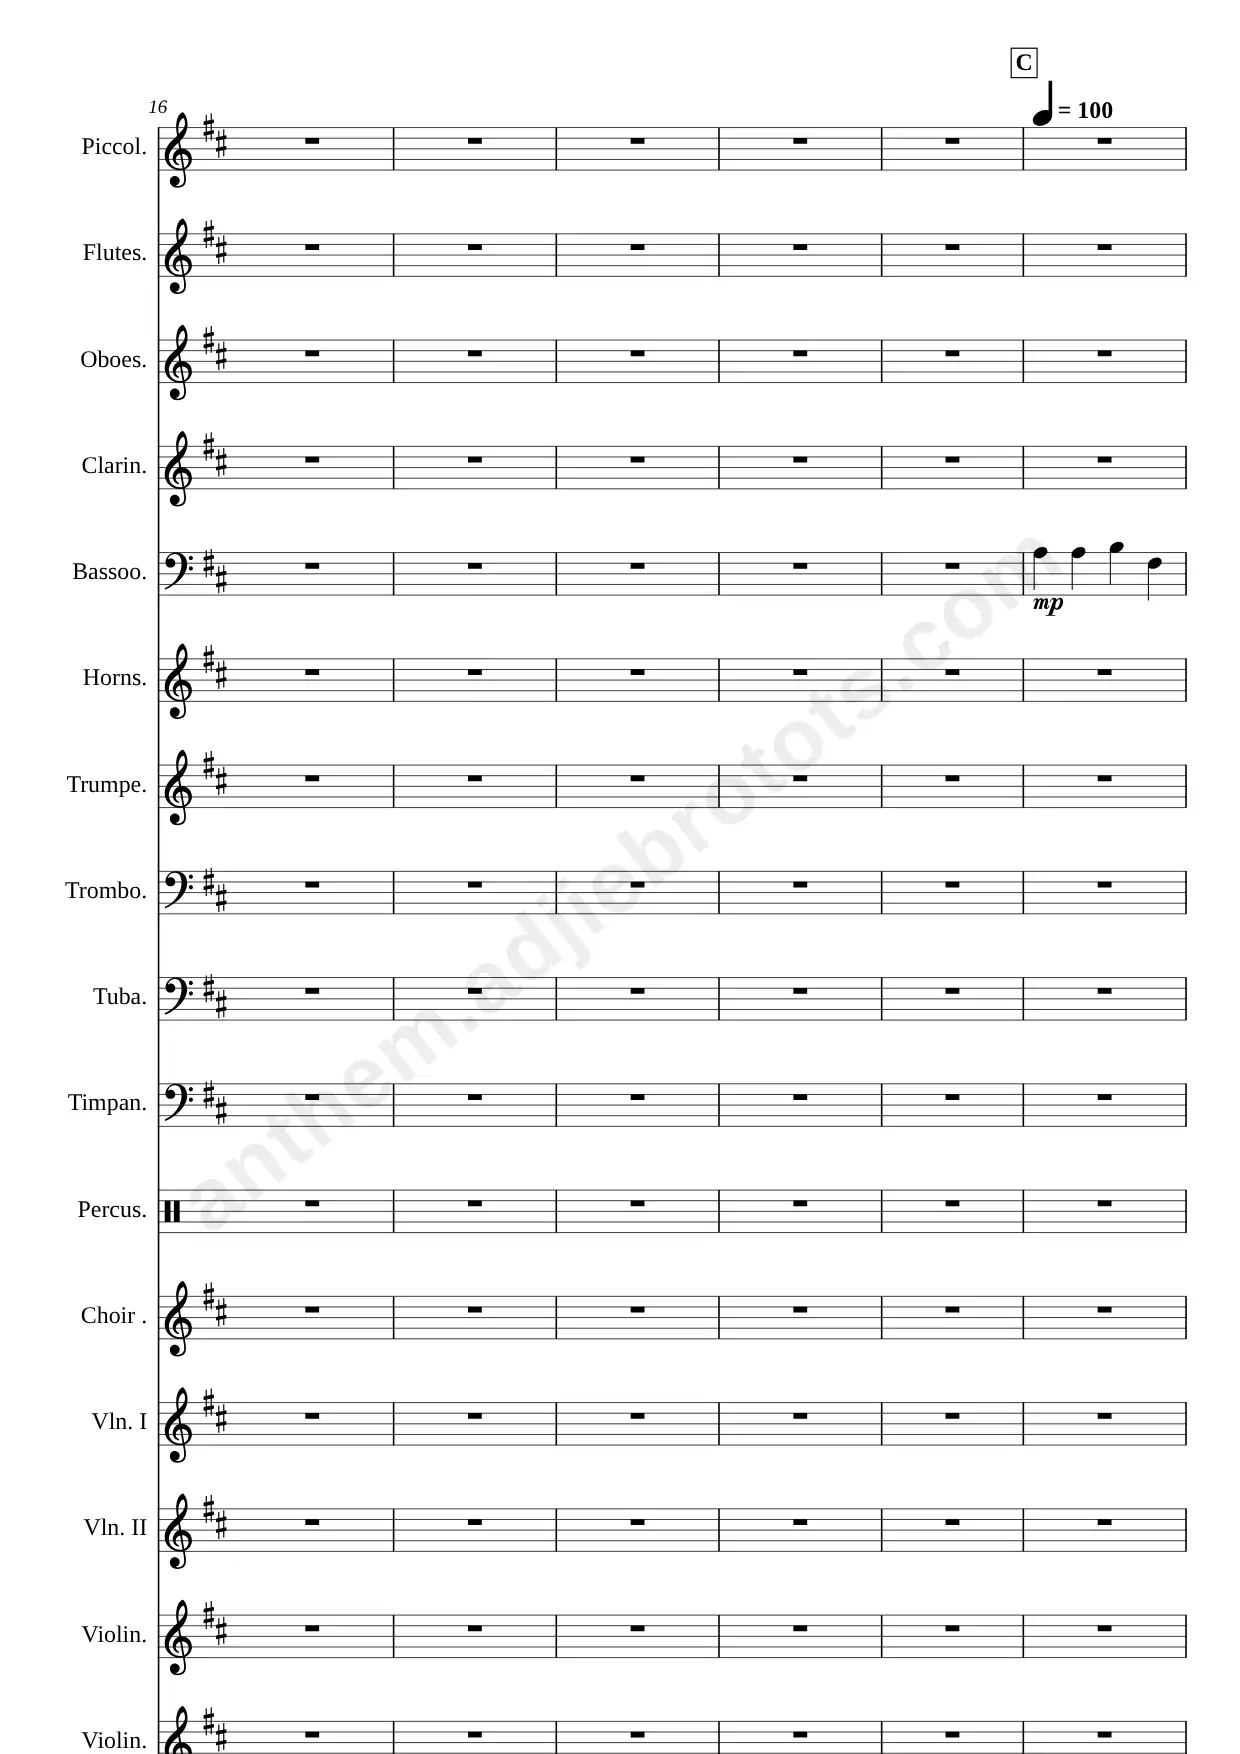 C
= 100
16
Piccol.
Flutes.
Oboes.
Clarin.
Bassoo.
mp
Horns.
Trumpe.
Trombo.
Tuba.
Timpan.
Percus.
Choir .
Vln. I
Vln. II
Violin.
Violin.
anthem.adjiebrotots.com